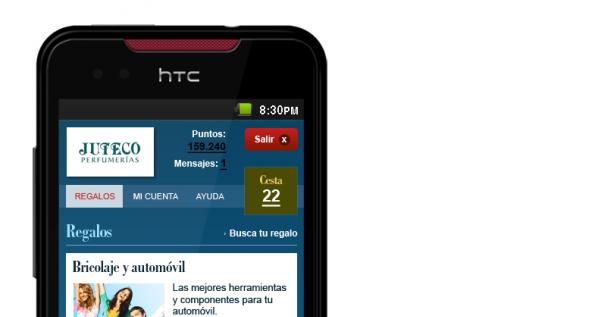 hTC
8:30PM
JUTECO
PERFUMERÍAS
Puntos:
159.240
Mensajes: 1
Salir x
Cesta
22
REGALOS MI CUENTA AYUDA
Regalos
› Busca tu regalo
Bricolaje y automóvil
Las mejores herramientas
y componentes para tu
automóvil.